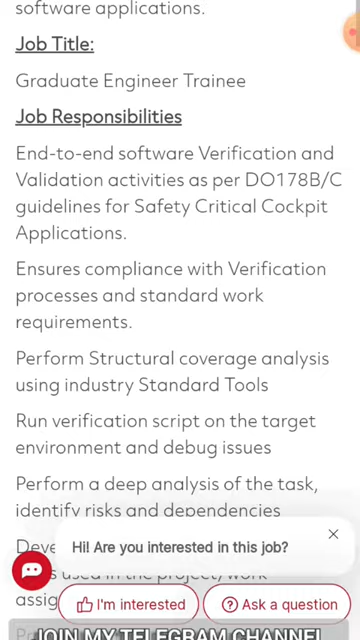 software applications.
Job Title:
Graduate Engineer Trainee
Job Responsibilities
End-to-end software Verification and
Validation activities as per DO178B/C
guidelines for Safety Critical Cockpit
Applications.
Ensures compliance with Verification
processes and standard work
requirements.
Perform Structural coverage analysis
using industry Standard Tools
Run verification script on the target
environment and debug issues
Perform a deep analysis of the task,
identify risks and dependencies
Hi! Are you interested in this job?
used in the project/work
I'm interested
Ask a question
JOIN MY TELEGRAM CHANNEL